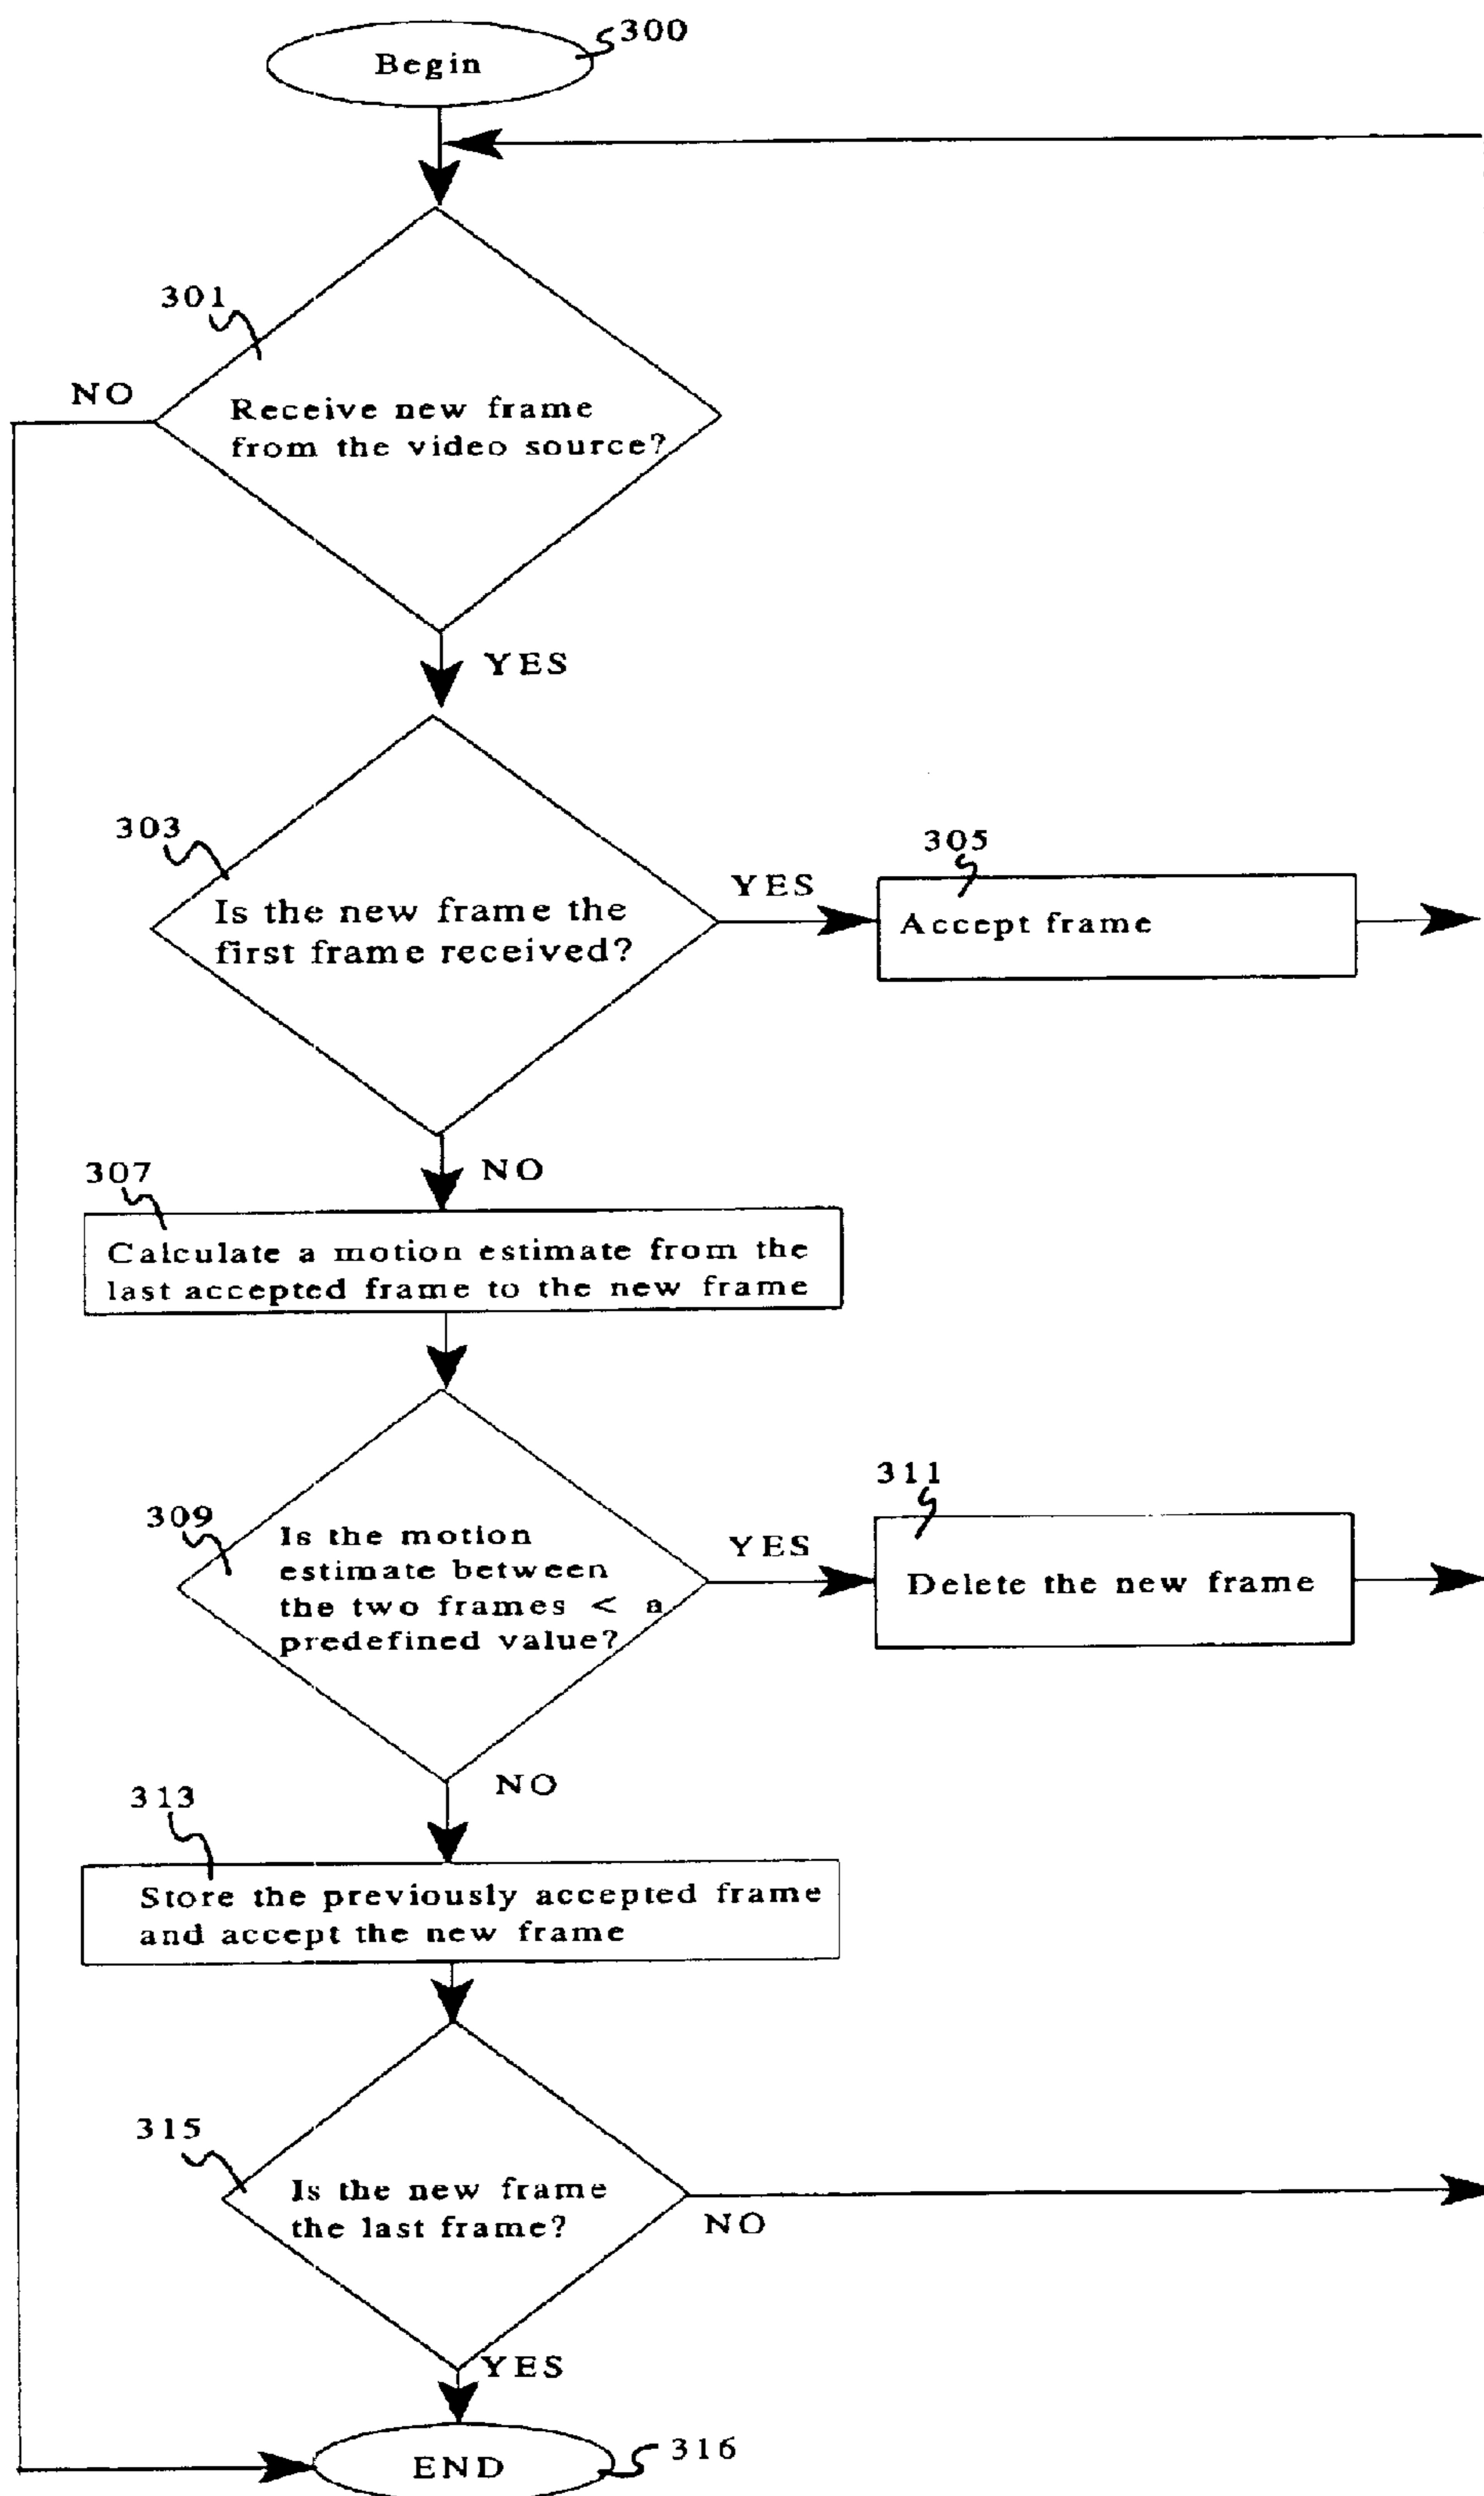 Begin
300
301
NO
Receive new frame
from the video source?
YES
303
Is the new frame the
first frame received?
YES
305
Accept frame
NO
307
Calculate a motion estimate from the
last accepted frame to the new frame
309
Is the motion
estimate between
the two frames < a
predefined value?
YES
311
Delete the new frame
NO
313
Store the previously accepted frame
and accept the new frame
315
Is the new frame
the last frame?
NO
YES
END
316